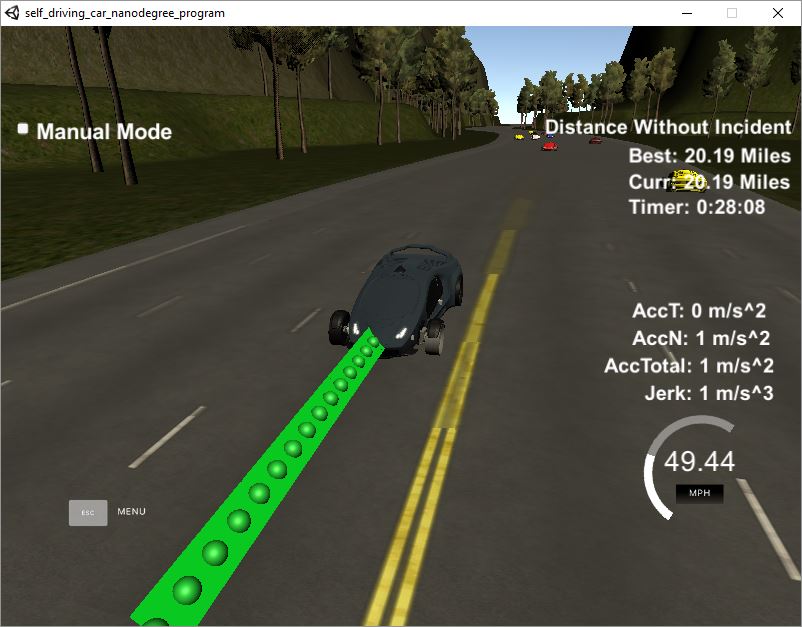 self_driving_car_nanodegree_program
Manual Mode
Distance Without Incident
Best: 20.19 Miles
Curr: 20.19 Miles
Timer: 0:28:08
AccT: 0 m/s^2
AccN: 1 m/s^2
AccTotal: 1 m/s^2
Jerk: 1 m/s^3
49.44
MPH
ESC MENU